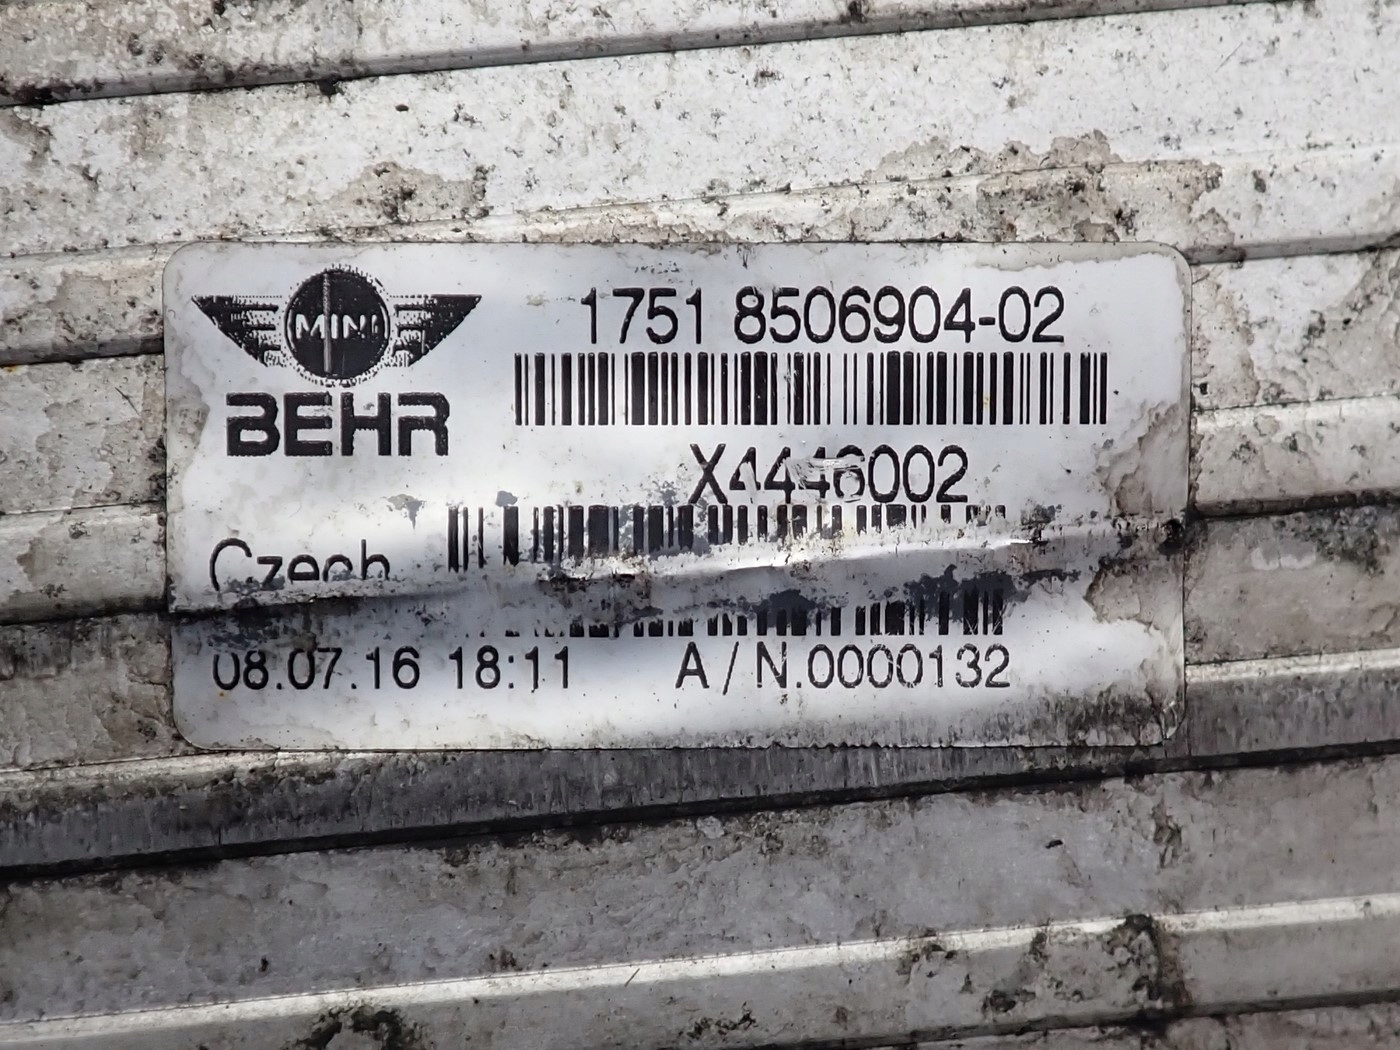 MINI
BEHR
1751 8506904-02
X4446002
Czech
08.07.16 18:11 A/N.0000132